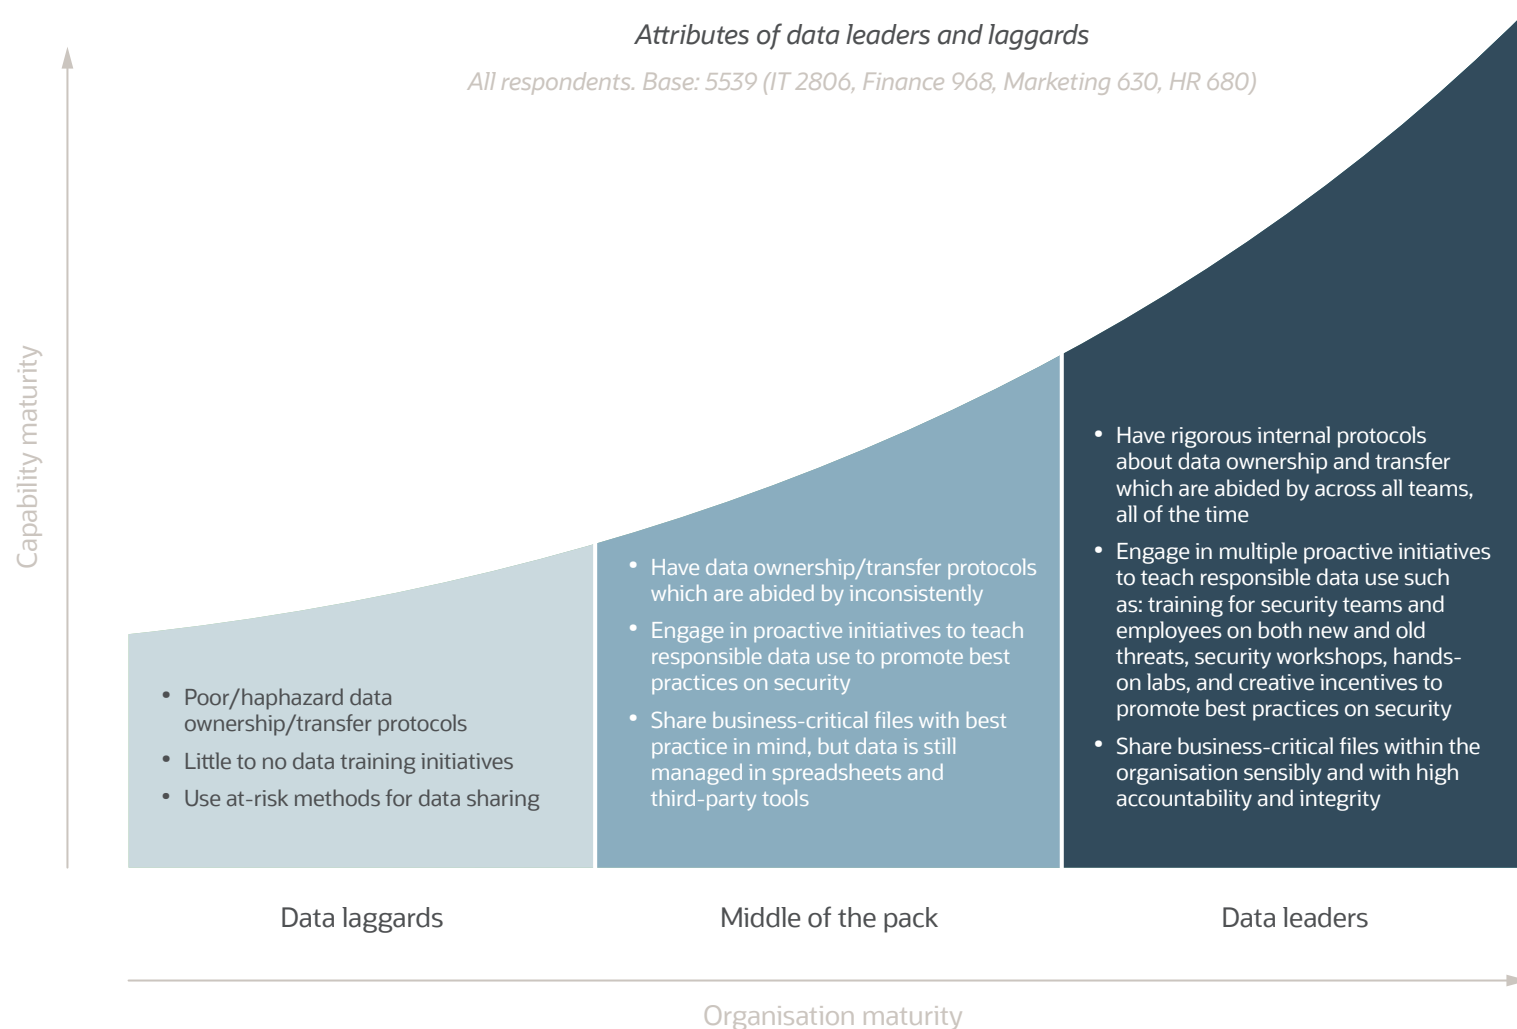 Attributes of data leaders and laggards
All respondents. Base: 5539 (IT 2806, Finance 968, Marketing 630, HR 680)
Capability maturity
• Poor/haphazard data
ownership/transfer protocols
• Little to no data training initiatives
• Use at-risk methods for data sharing
• Have data ownership/transfer protocols
which are abided by inconsistently
• Engage in proactive initiatives to teach
responsible data use to promote best
practices on security
• Share business-critical files with best
practice in mind, but data is still
managed in spreadsheets and
third-party tools
• Have rigorous internal protocols
about data ownership and transfer
which are abided by across all teams,
all of the time
• Engage in multiple proactive initiatives
to teach responsible data use such
as: training for security teams and
employees on both new and old
threats, security workshops, hands-
on labs, and creative incentives to
promote best practices on security
• Share business-critical files within the
organisation sensibly and with high
accountability and integrity
Data laggards
Middle of the pack
Data leaders
Organisation maturity